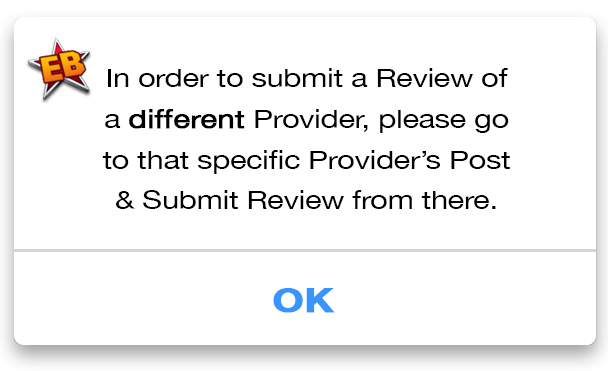 EB
In order to submit a Review of
a different Provider, please go
to that specific Provider’s Post
& Submit Review from there.
OK